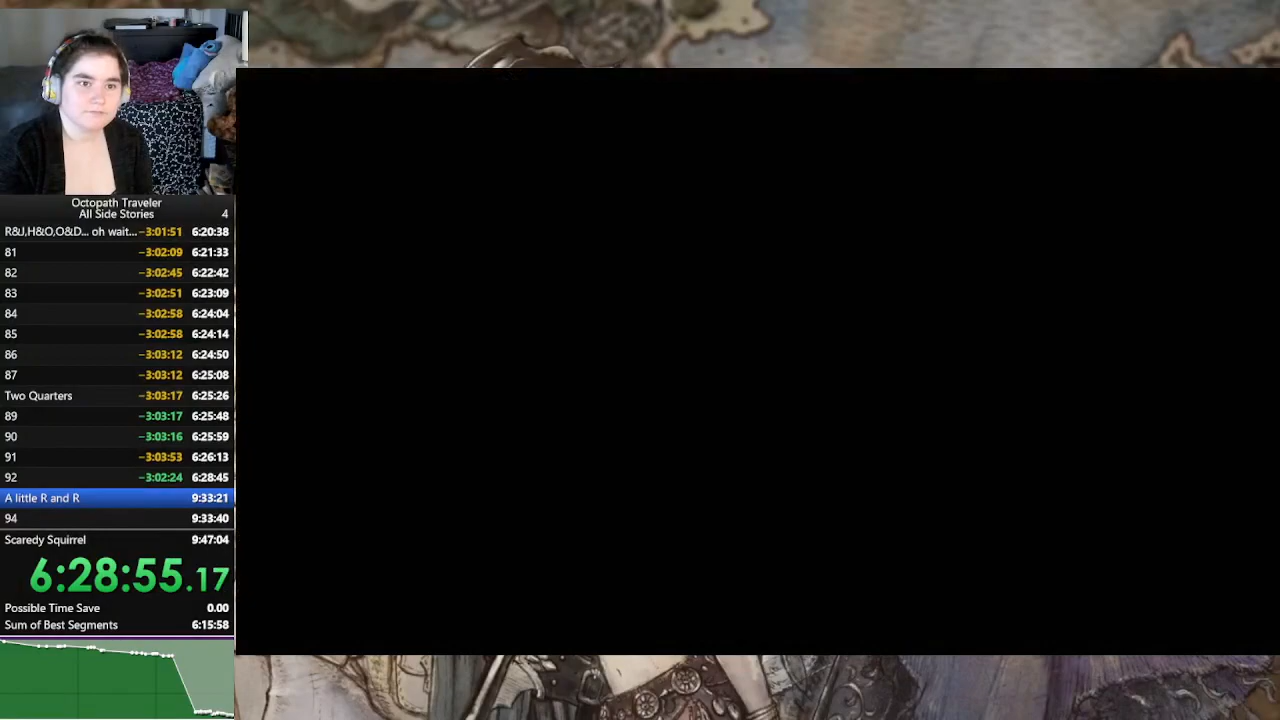 Octopath Traveler
All Side Stories 4
R&J,H&O,O&D... oh wait... −3:01:51 6:20:38
81 −3:02:09 6:21:33
82 −3:02:45 6:22:42
83 −3:02:51 6:23:09
84 −3:02:58 6:24:04
85 −3:02:58 6:24:14
86 −3:03:12 6:24:50
87 −3:03:12 6:25:08
Two Quarters −3:03:17 6:25:26
89 −3:03:17 6:25:48
90 −3:03:16 6:25:59
91 −3:03:53 6:26:13
92 −3:02:24 6:28:45
A little R and R 9:33:21
94 9:33:40
Scaredy Squirrel 9:47:04
6:28:55.17
Possible Time Save 0.00
Sum of Best Segments 6:15:58